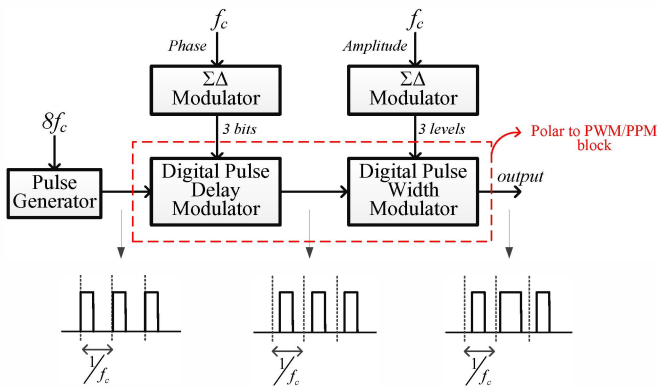 f_c
f_c
Phase
Amplitude
ΣΔ
Modulator
ΣΔ
Modulator
8f_c
3 bits
3 levels
Polar to PWM/PPM
block
Pulse
Generator
Digital Pulse
Delay
Modulator
Digital Pulse
Width
Modulator
output
1/f_c
1/f_c
1/f_c